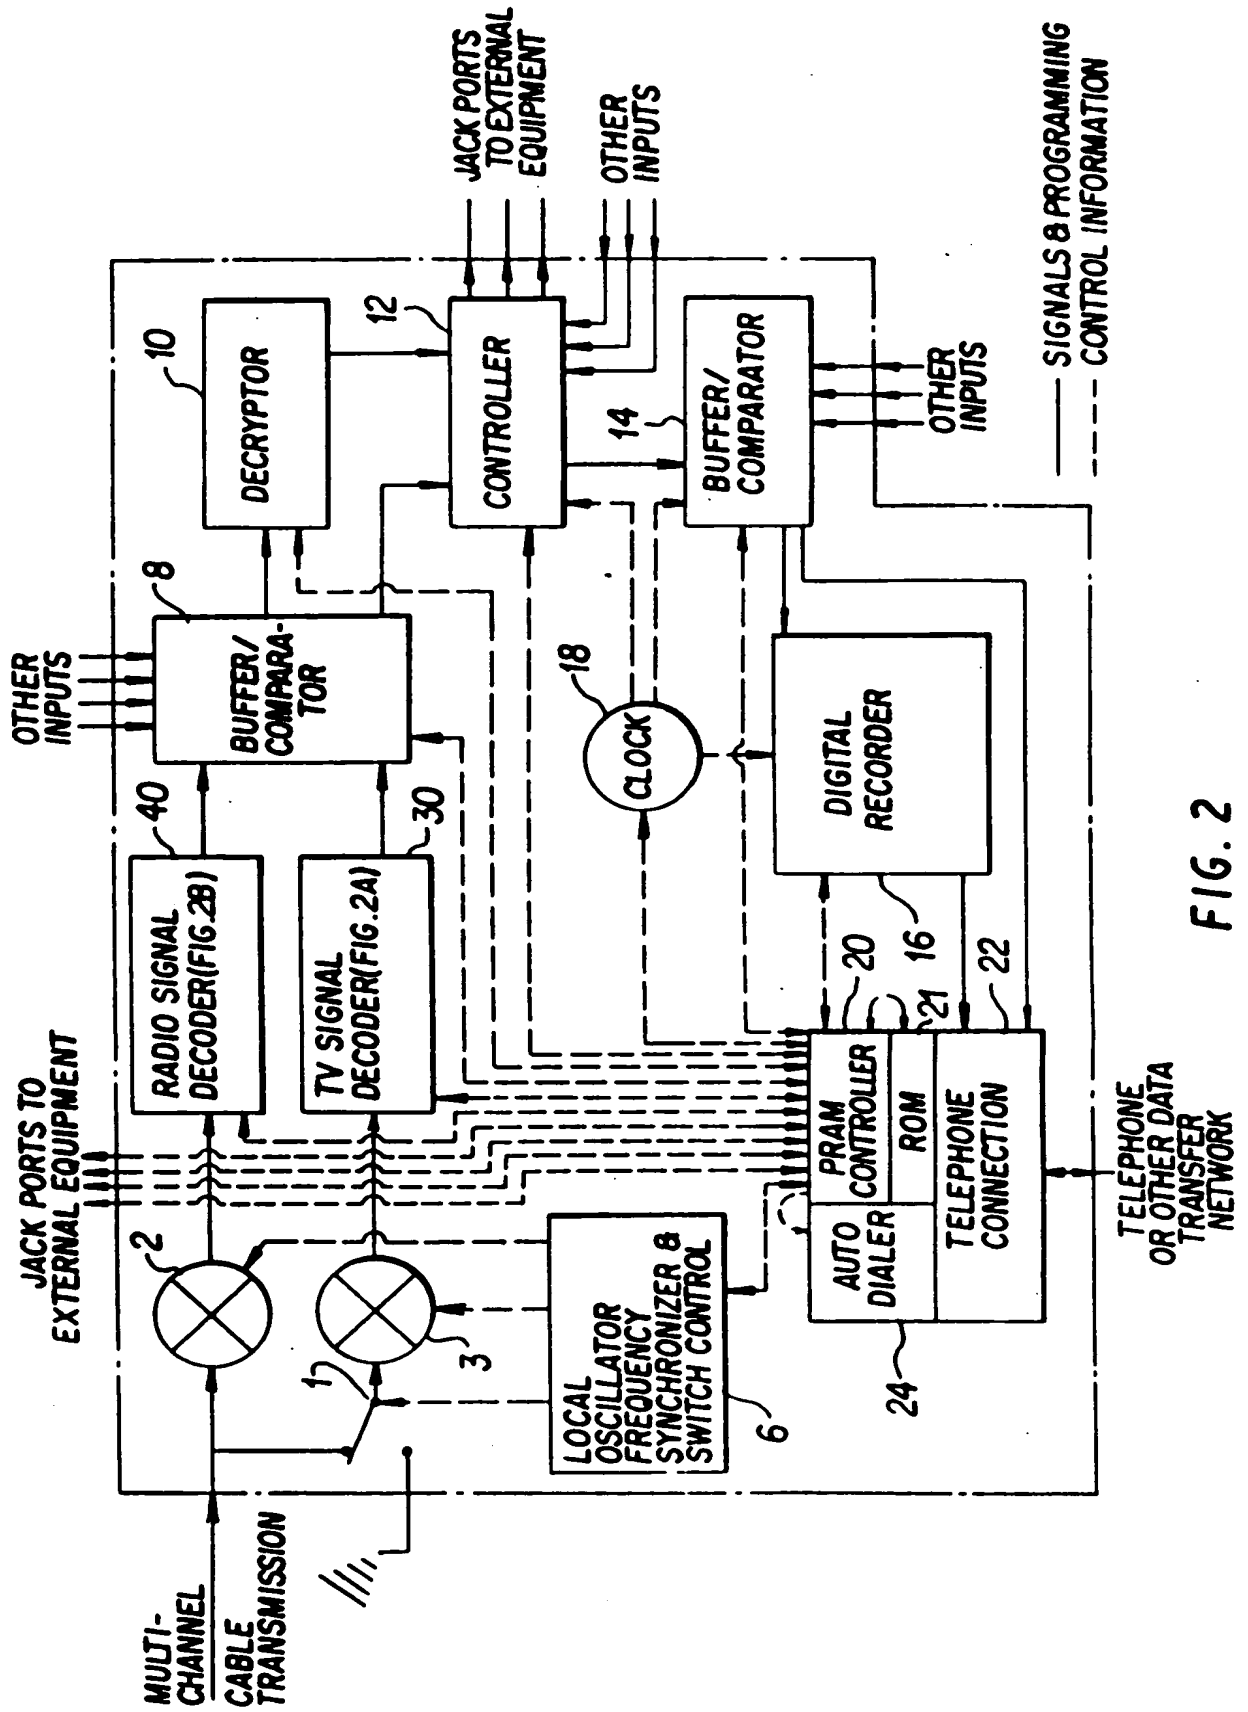 JACK PORTS TO
EXTERNAL EQUIPMENT
OTHER
INPUTS
MULTI-
CHANNEL
CABLE
TRANSMISSION
2
RADIO SIGNAL
DECODER(FIG.2B)
40
BUFFER/
COMPARA-
TOR
8
DECRYPTOR
10
1
3
TV SIGNAL
DECODER(FIG.2A)
30
CONTROLLER
12
JACK PORTS
TO EXTERNAL
EQUIPMENT
OTHER
INPUTS
LOCAL
OSCILLATOR
FREQUENCY
SYNCHRONIZER &
SWITCH CONTROL
6
CLOCK
18
BUFFER/
COMPARATOR
14
OTHER
INPUTS
AUTO
DIALER
24
PRAM
CONTROLLER
20
ROM
21
TELEPHONE
CONNECTION
22
DIGITAL
RECORDER
16
TELEPHONE
OR OTHER DATA
TRANSFER
NETWORK
SIGNALS & PROGRAMMING
CONTROL INFORMATION
FIG. 2